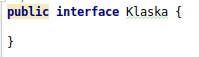 public interface Klaska {
}